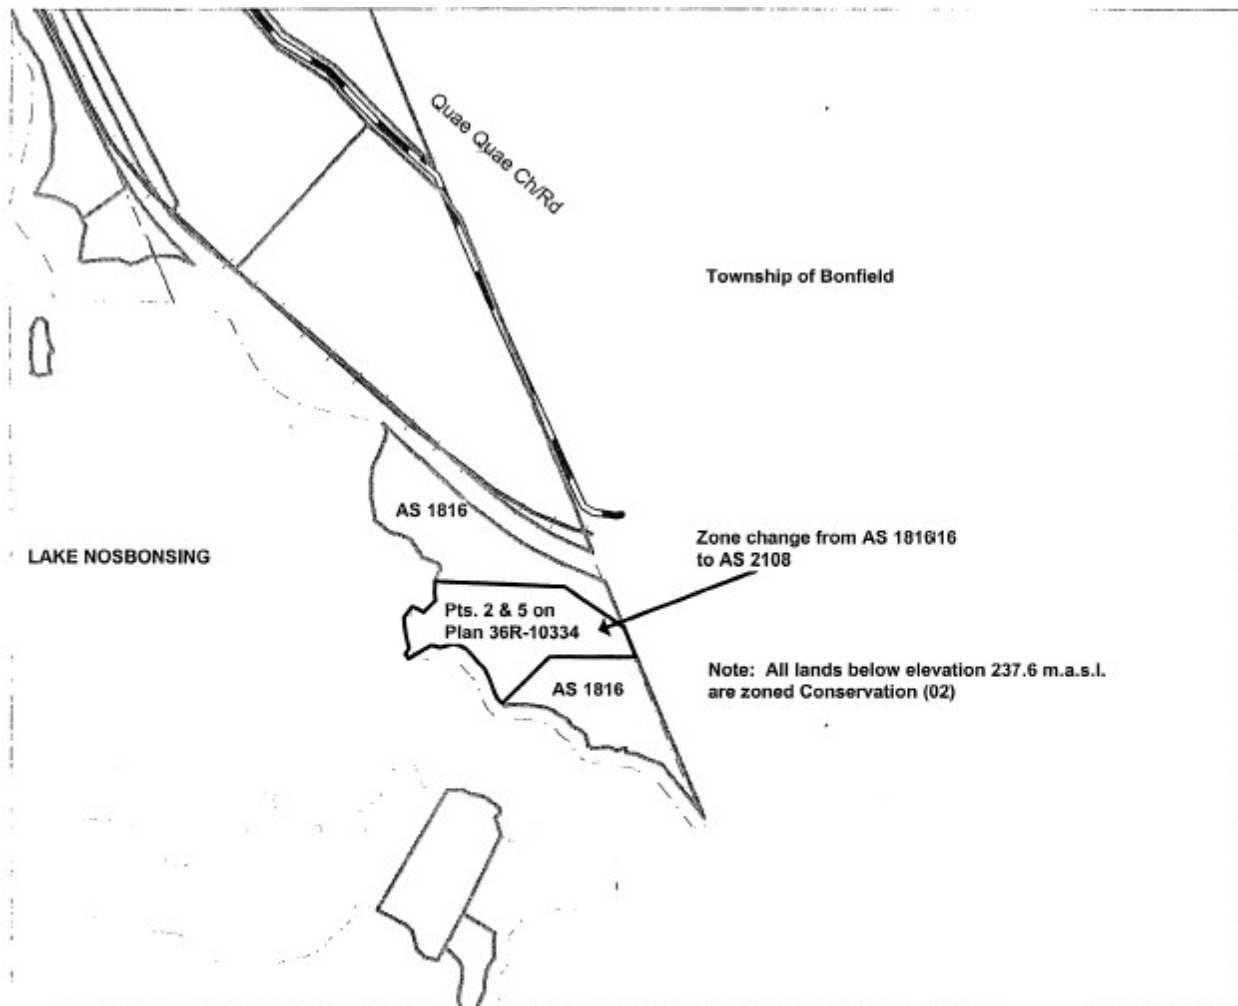 Quae Quae Ch/Rd
Township of Bonfield
AS 1816
LAKE NOSBONSING
Zone change from AS 181616
to AS 2108
Pts. 2 & 5 on
Plan 36R-10334
Note: All lands below elevation 237.6 m.a.s.l.
are zoned Conservation (02)
AS 1816